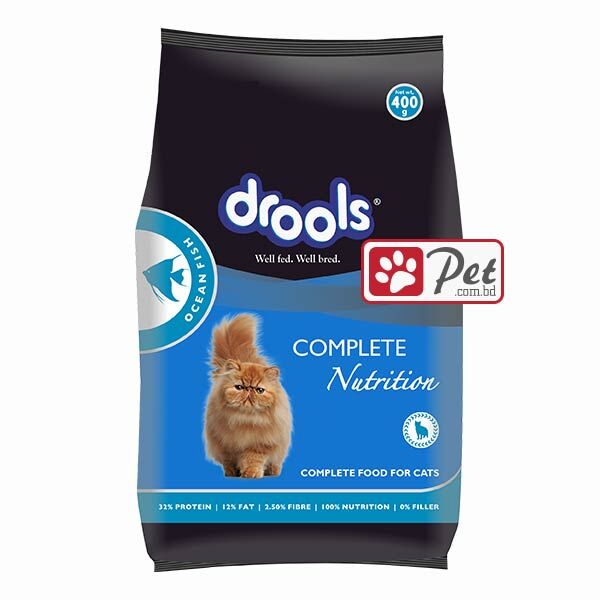 Net wt.
400
g
drools®
Well fed. Well bred.
OCEAN FISH
Pet
.com.bd
COMPLETE
Nutrition
COMPLETE FOOD FOR CATS
32% PROTEIN | 12% FAT | 2.50% FIBRE | 100% NUTRITION | 0% FILLER